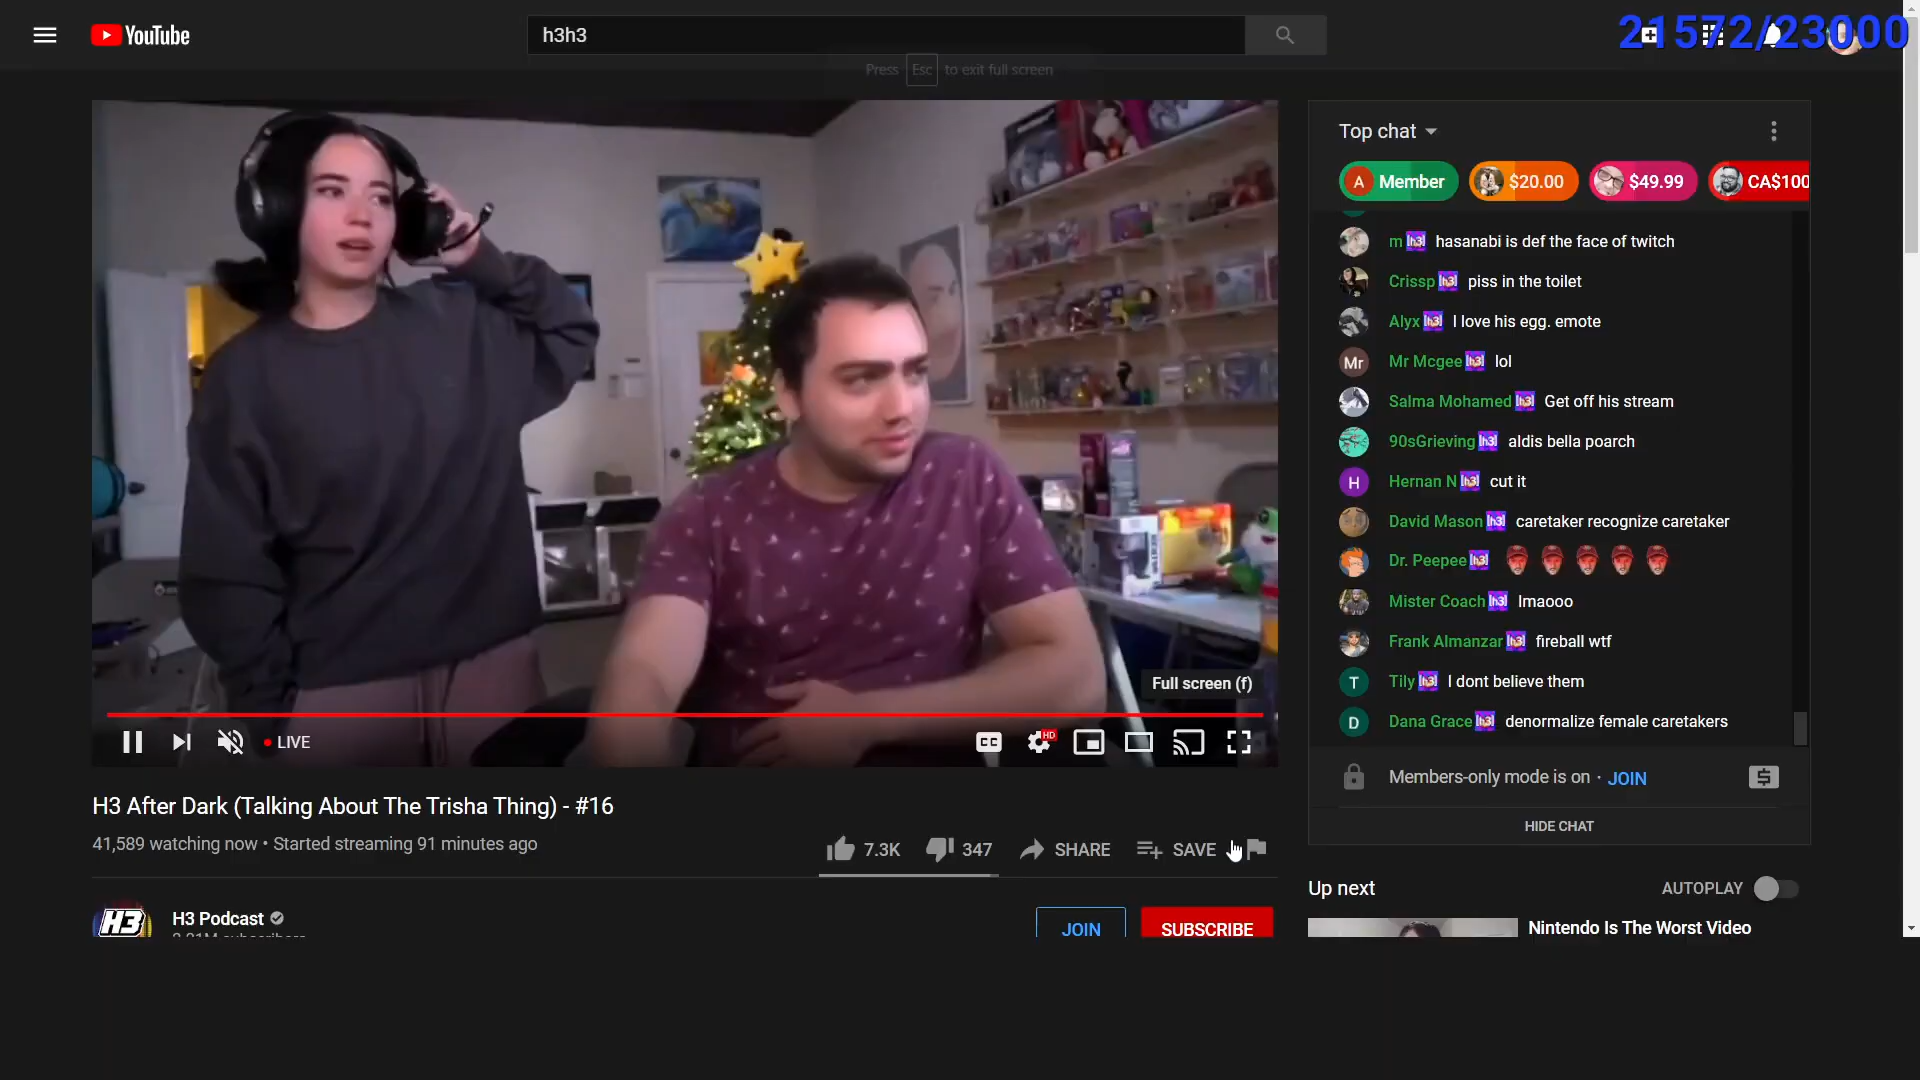 YouTube
h3h3
21572/23000
Press Esc to exit full screen
Top chat
A Member
$20.00
$49.99
CA$100
m hasanabi is def the face of twitch
Crissp piss in the toilet
Alyx I love his egg. emote
Mr Mr Mcgee lol
Salma Mohamed Get off his stream
90sGrieving aldis bella poarch
H Hernan N cut it
David Mason caretaker recognize caretaker
Dr. Peepee
Mister Coach lmaooo
Frank Almanzar fireball wtf
T Tily I dont believe them
D Dana Grace denormalize female caretakers
Members-only mode is on · JOIN
HIDE CHAT
Full screen (f)
LIVE
CC
HD
H3 After Dark (Talking About The Trisha Thing) - #16
41,589 watching now • Started streaming 91 minutes ago
7.3K
347
SHARE
SAVE
H3
H3 Podcast
JOIN
SUBSCRIBE
Up next
AUTOPLAY
Nintendo Is The Worst Video